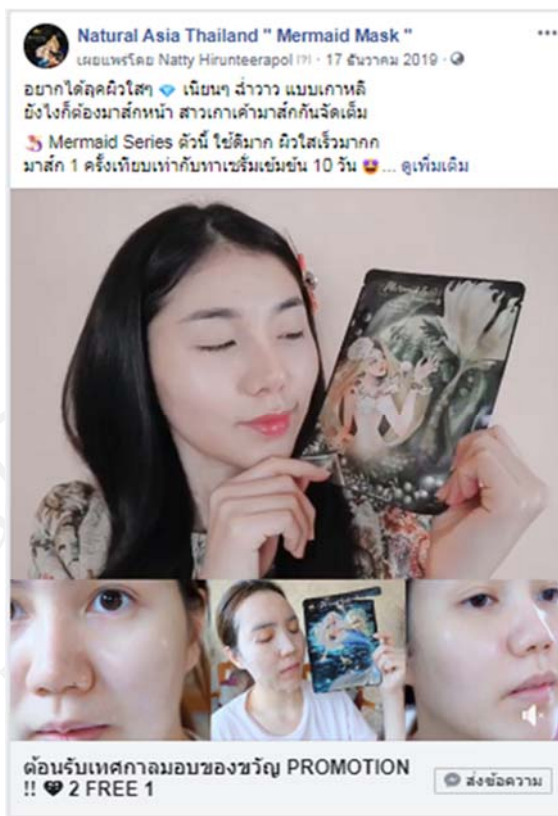 Natural Asia Thailand " Mermaid Mask "
เผยแพร่โดย Natty Hirunteerapol [?] · 17 ธันวาคม 2019 ·
อยากได้ลุคผิวใสๆ 💎 เนียนๆ ฉ่ำวาว แบบเกาหลี
ยังไงก็ต้องมาส์กหน้า สาวเกาเค้ามาส์กกันจัดเต็ม
🧜‍♀️ Mermaid Series ตัวนี้ ใช้ดีมาก ผิวใสเร็วมากก
มาส์ก 1 ครั้งเทียบเท่ากับทาเซรั่มเข้มข้น 10 วัน 😍... ดูเพิ่มเติม
ต้อนรับเทศกาลมอบของขวัญ PROMOTION
!! 🖤 2 FREE 1
ส่งข้อความ